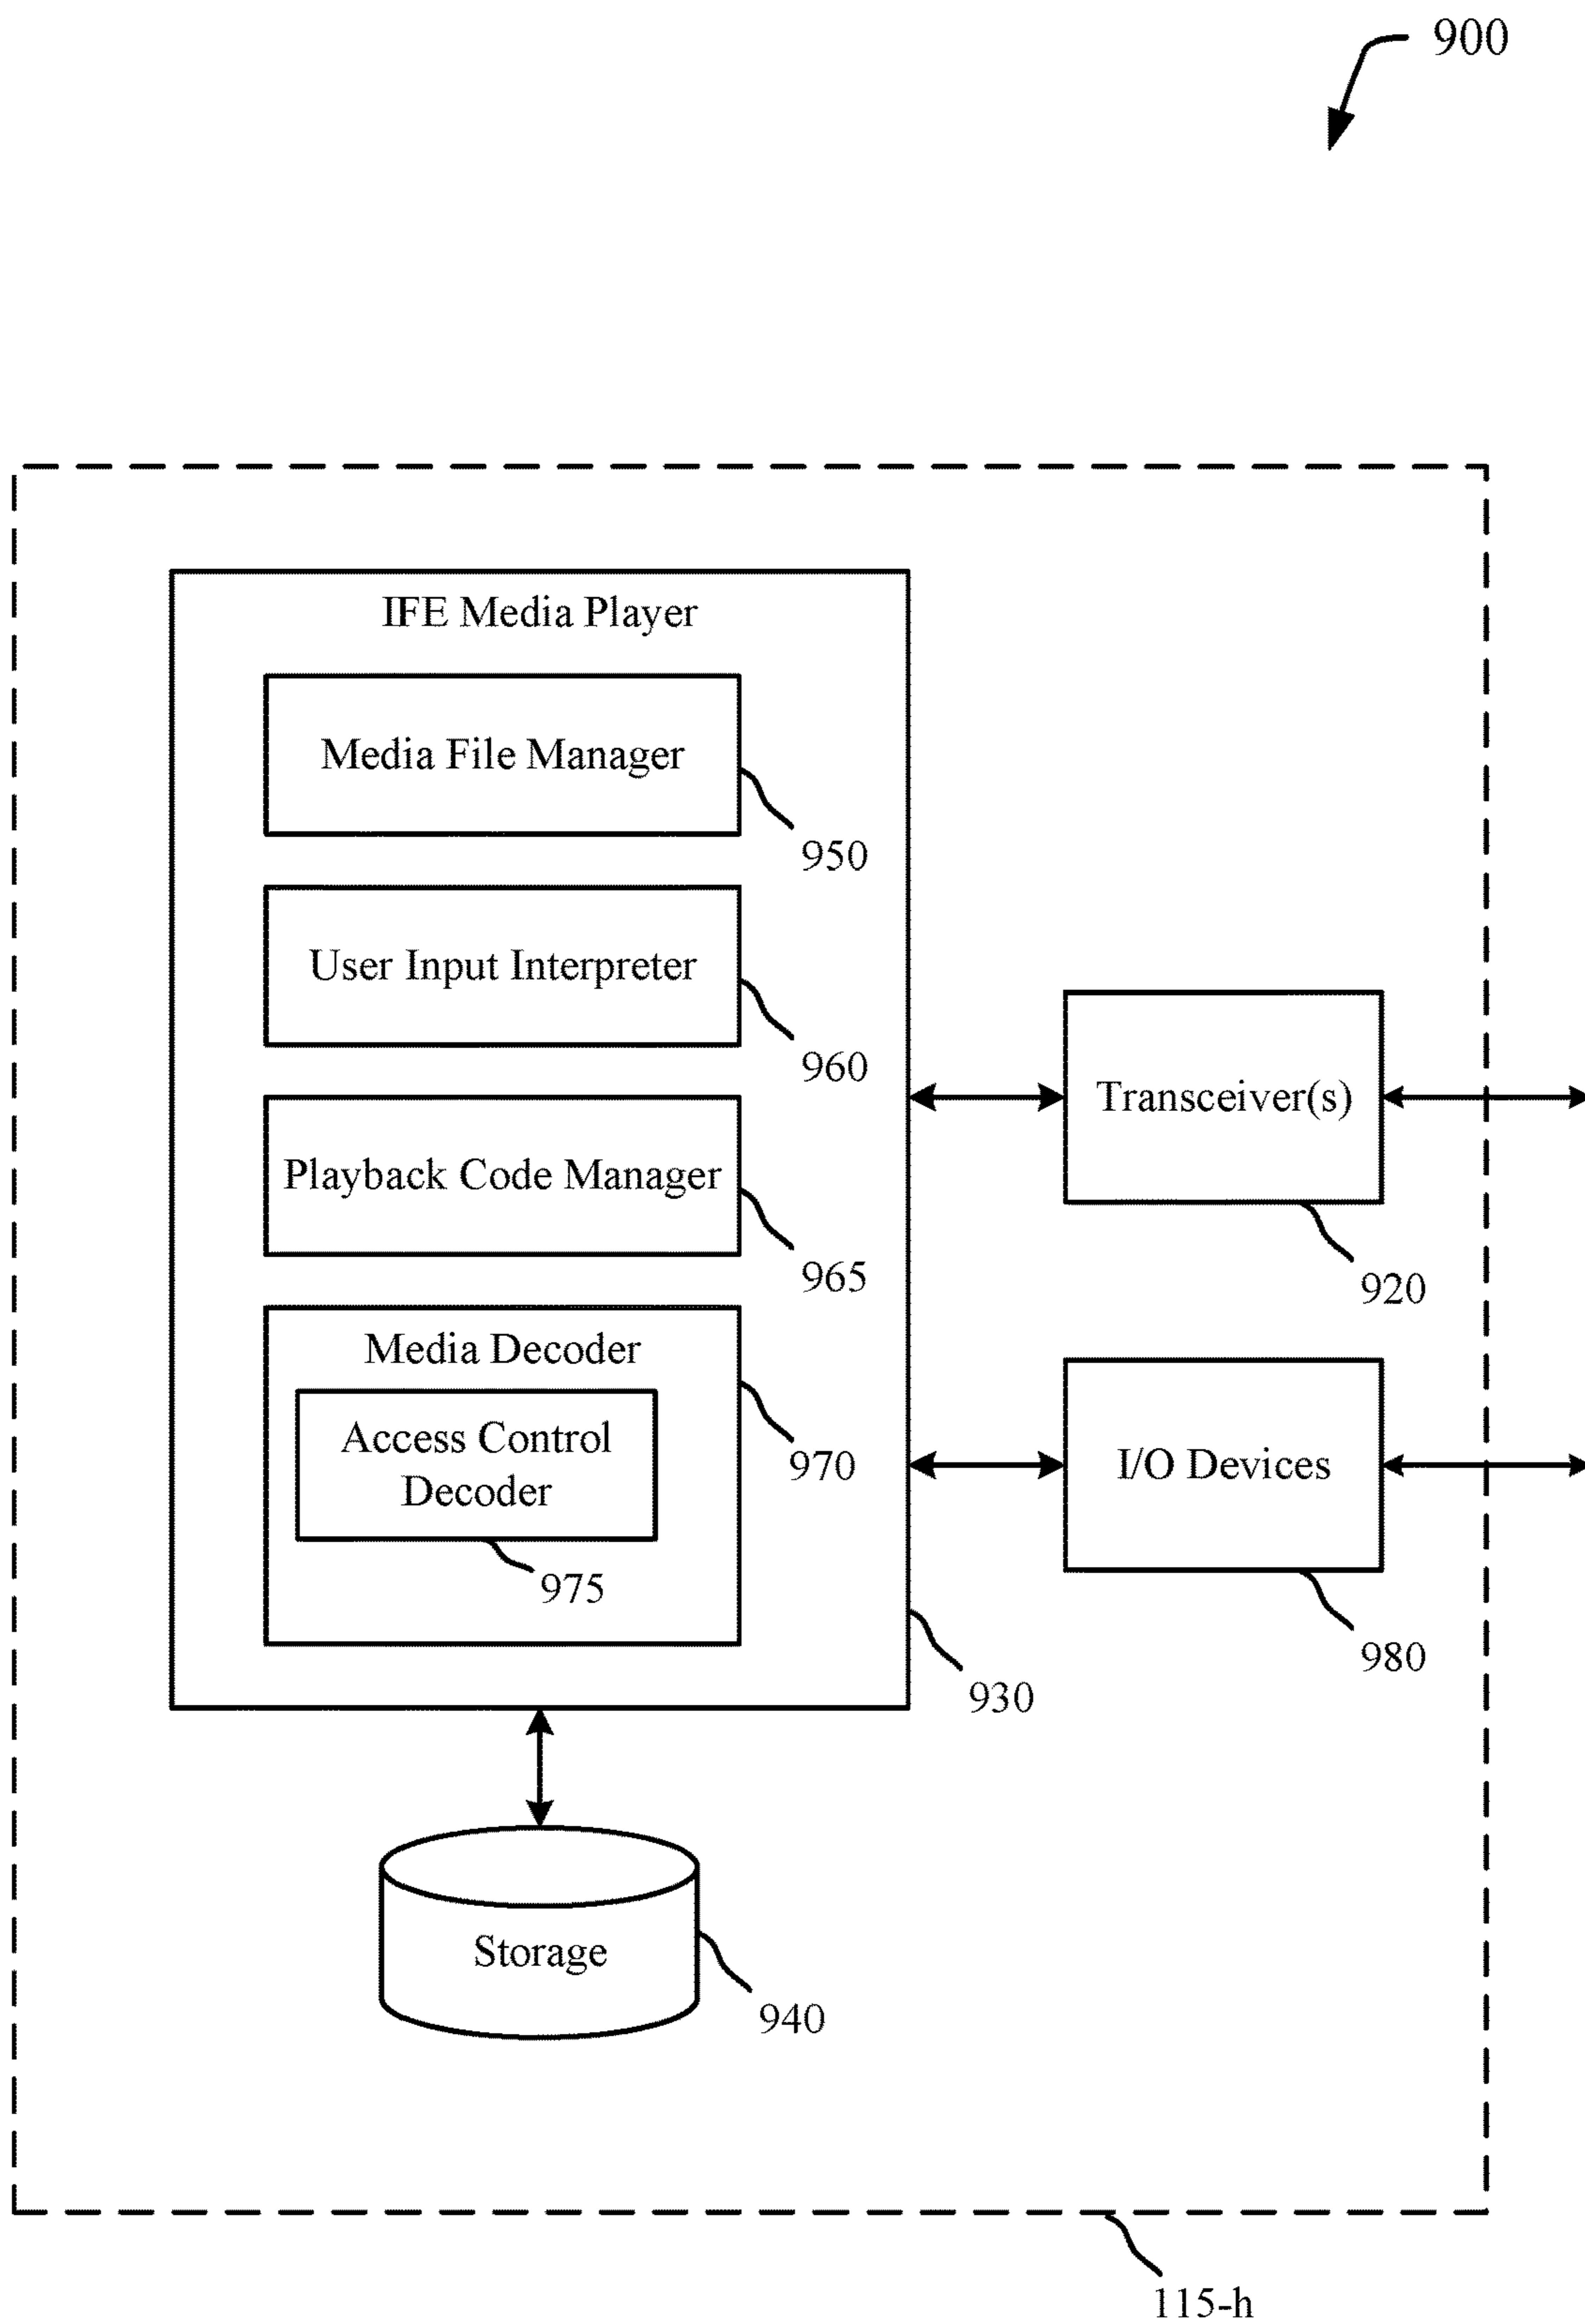 900
IFE Media Player
Media File Manager
950
User Input Interpreter
960
Playback Code Manager
965
Transceiver(s)
920
Media Decoder
Access Control
Decoder
970
975
I/O Devices
980
930
Storage
940
115-h